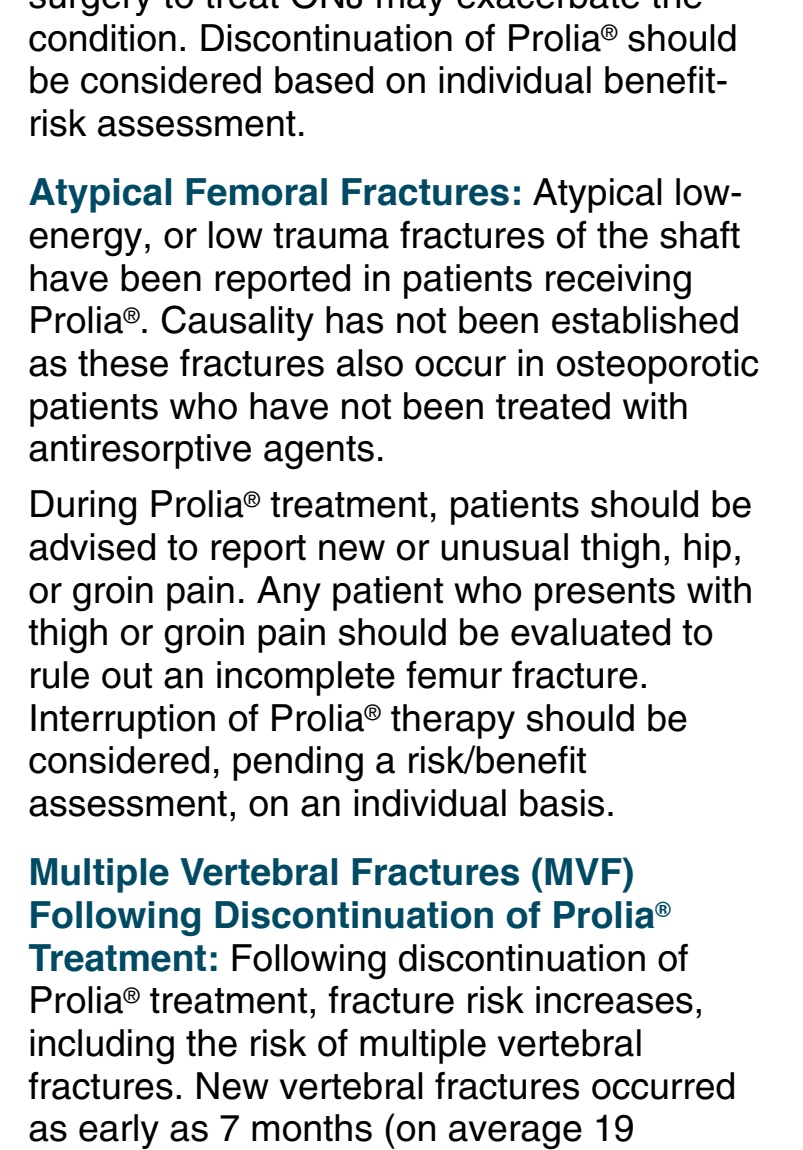 surgery to treat ONJ may exacerbate the
condition. Discontinuation of Prolia® should
be considered based on individual benefit-
risk assessment.
Atypical Femoral Fractures: Atypical low-
energy, or low trauma fractures of the shaft
have been reported in patients receiving
Prolia®. Causality has not been established
as these fractures also occur in osteoporotic
patients who have not been treated with
antiresorptive agents.
During Prolia® treatment, patients should be
advised to report new or unusual thigh, hip,
or groin pain. Any patient who presents with
thigh or groin pain should be evaluated to
rule out an incomplete femur fracture.
Interruption of Prolia® therapy should be
considered, pending a risk/benefit
assessment, on an individual basis.
Multiple Vertebral Fractures (MVF)
Following Discontinuation of Prolia®
Treatment: Following discontinuation of
Prolia® treatment, fracture risk increases,
including the risk of multiple vertebral
fractures. New vertebral fractures occurred
as early as 7 months (on average 19